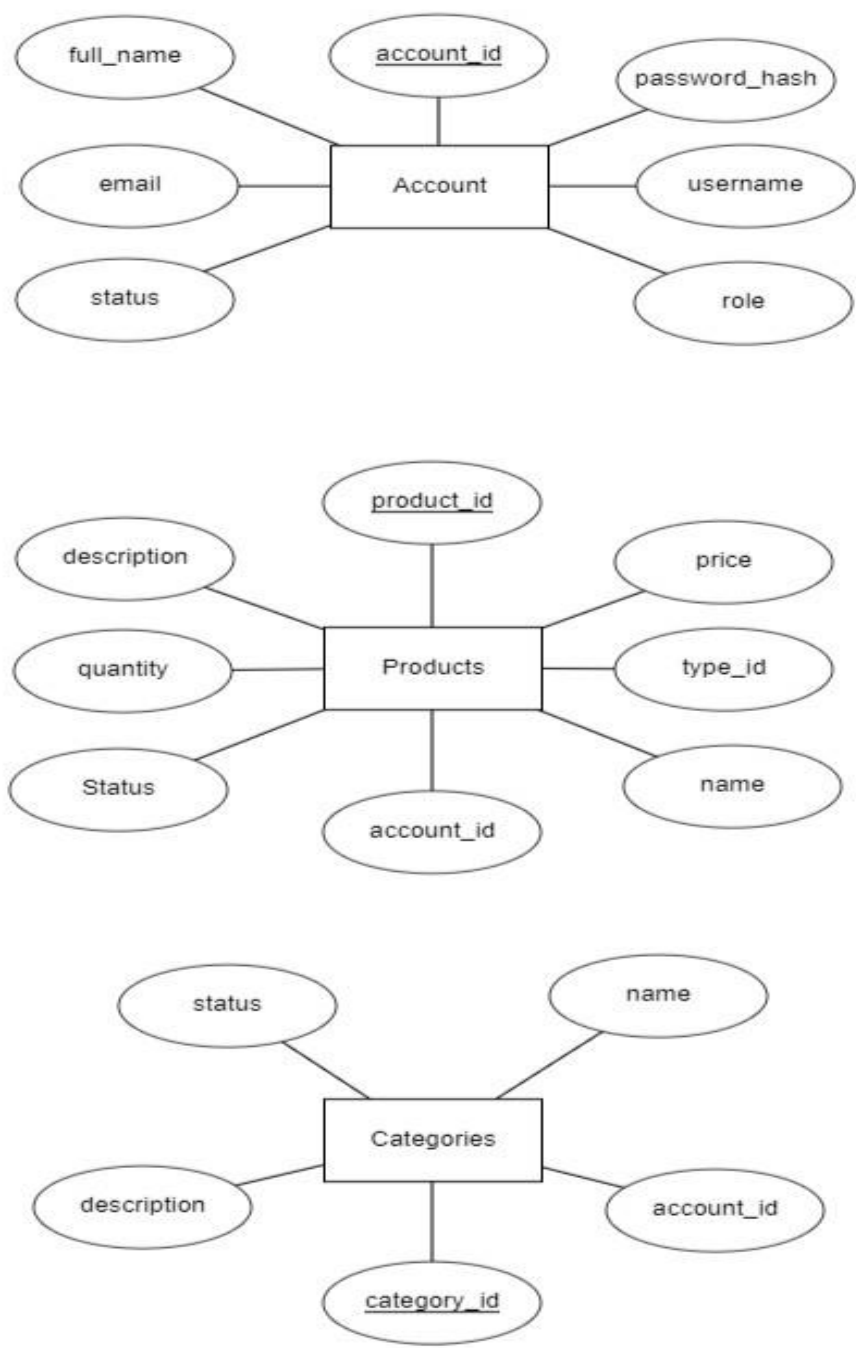 full_name
account_id
password_hash
email
Account
username
status
role
product_id
description
price
quantity
Products
type_id
Status
name
account_id
status
name
Categories
description
account_id
category_id